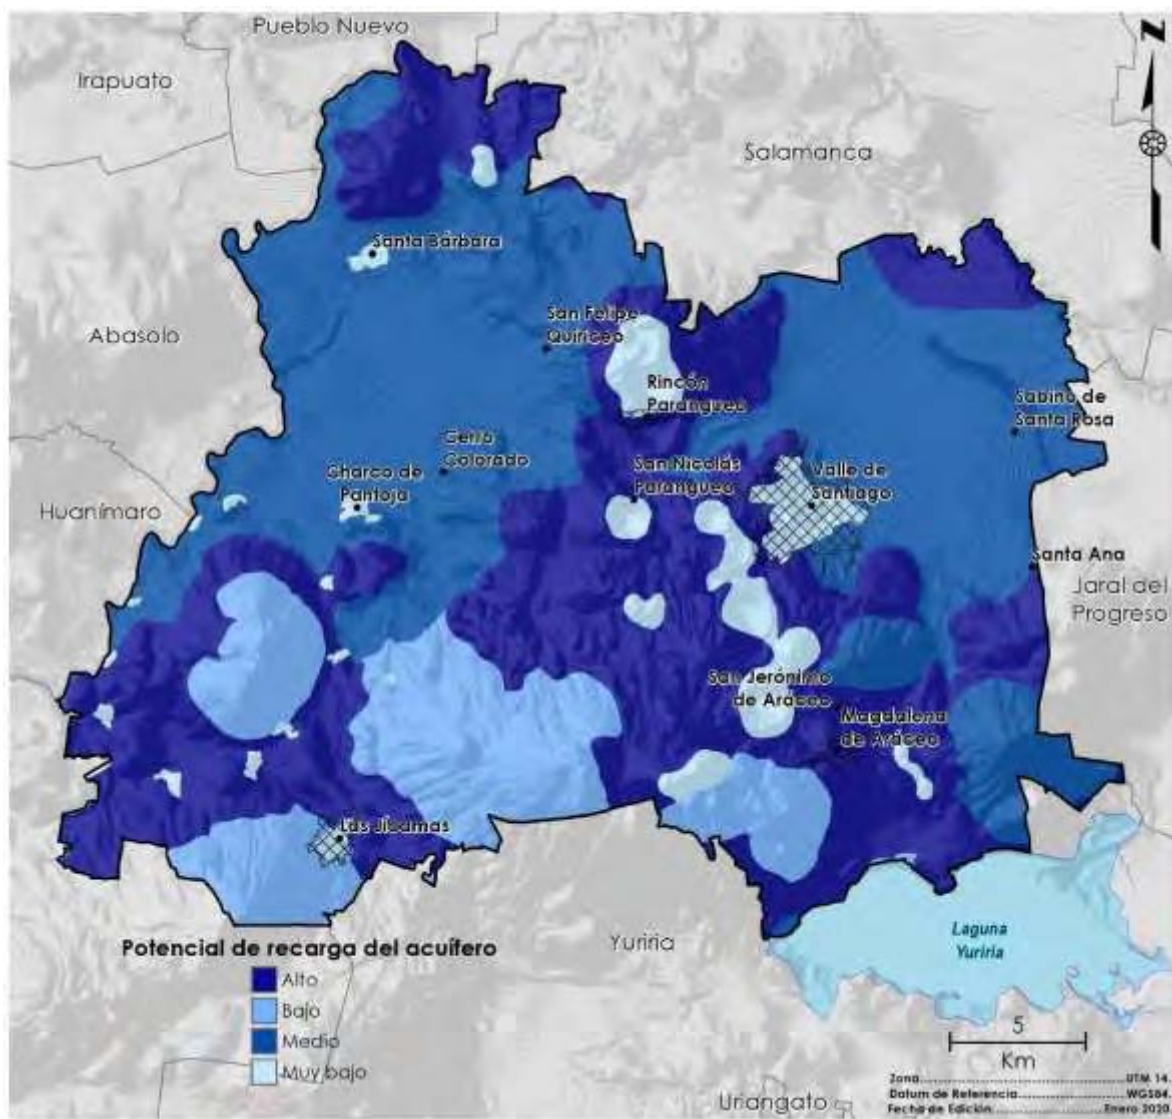 Pueblo Nuevo
Irapuato
Z
Salamanca
Santa Bárbara
Abasolo
San Felipe
Quiriceo
Rincón
Parangueo
Sabino de
Santa Rosa
Cerro
Colorado
Charco de
Pantoja
San Nicolás
Parangueo
Valle de
Santiago
Huanímaro
Santa Ana
Jaral del
Progreso
San Jerónimo
de Aráceo
Magdalena
de Aráceo
Las Jícamas
Yuriria
Laguna
Yuriria
Potencial de recarga del acuífero
Alto
Bajo
Medio
Muy bajo
5
Km
Uriangato
Zona UTM 14
Datum de Referencia WGS84
Fecha de Edición Enero 2020